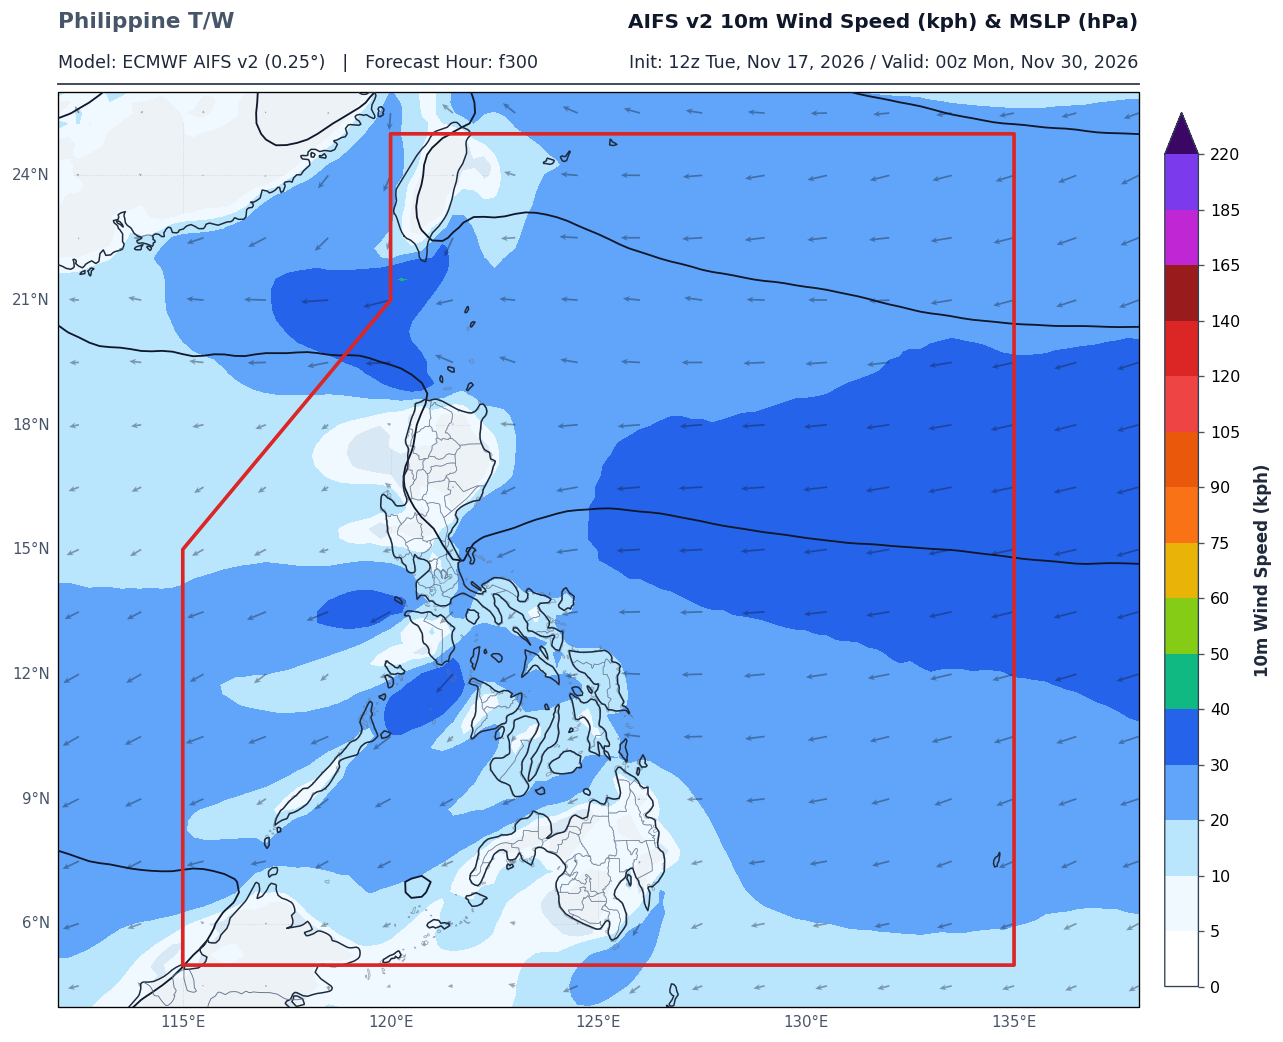 Philippine T/W
AIFS v2 10m Wind Speed (kph) & MSLP (hPa)
Model: ECMWF AIFS v2 (0.25°) | Forecast Hour: f300
Init: 12z Tue, Nov 17, 2026 / Valid: 00z Mon, Nov 30, 2026
24°N
21°N
18°N
15°N
12°N
9°N
6°N
115°E
120°E
125°E
130°E
135°E
220
185
165
140
120
105
90
75
60
50
40
30
20
10
5
0
10m Wind Speed (kph)